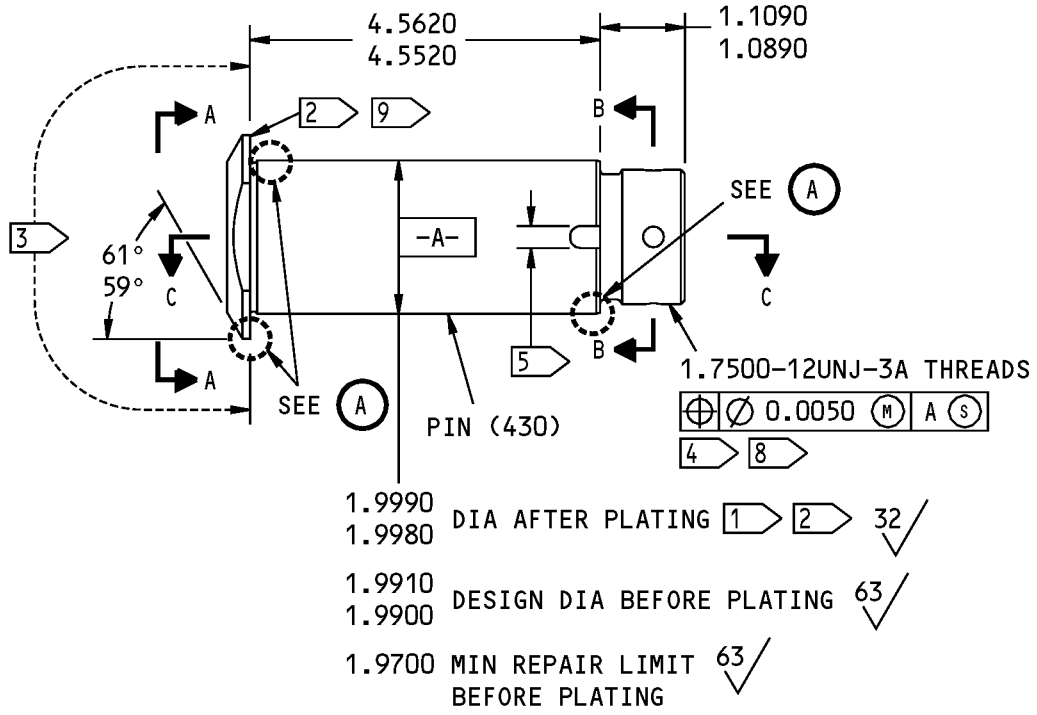 4.5620
4.5520
1.1090
1.0890
A
2
9
B
SEE A
3
-A-
61°
59°
C
C
5
B
A
SEE A
PIN (430)
1.7500-12UNJ-3A THREADS
⌖ ⌀ 0.0050 Ⓜ A Ⓢ
4 8
1.9990
1.9980 DIA AFTER PLATING 1 2 32
1.9910
1.9900 DESIGN DIA BEFORE PLATING 63
1.9700 MIN REPAIR LIMIT 63
BEFORE PLATING